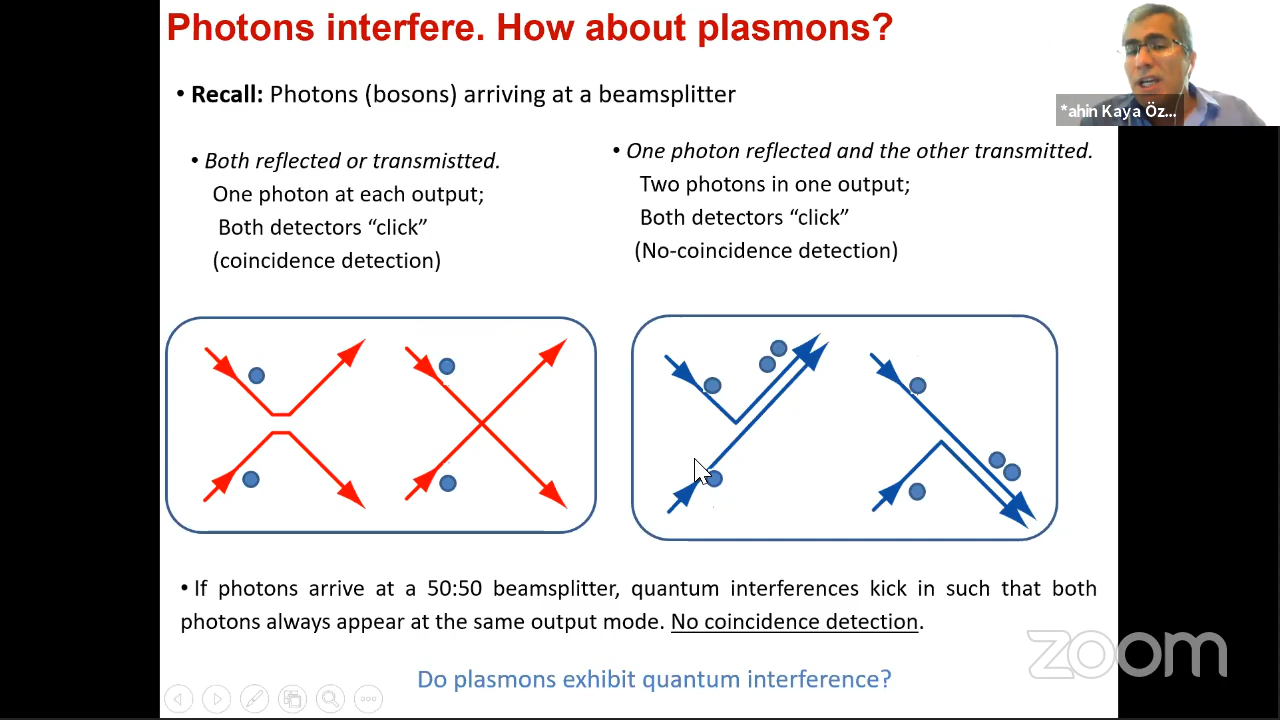 Photons interfere. How about plasmons?
*ahin Kaya Öz...
• Recall: Photons (bosons) arriving at a beamsplitter
• Both reflected or transmistted.
One photon at each output;
Both detectors “click”
(coincidence detection)
• One photon reflected and the other transmitted.
Two photons in one output;
Both detectors “click”
(No-coincidence detection)
• If photons arrive at a 50:50 beamsplitter, quantum interferences kick in such that both
photons always appear at the same output mode. No coincidence detection.
zoom
Do plasmons exhibit quantum interference?